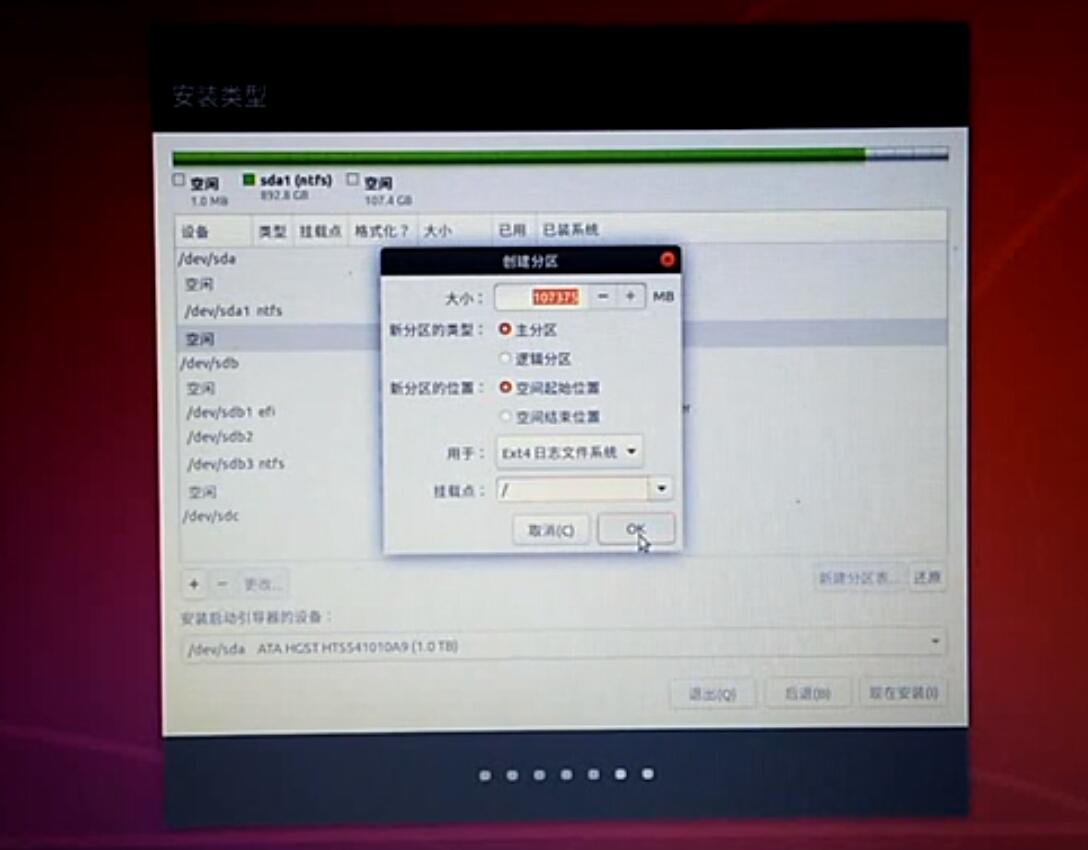 安装类型
空闲 sda1 (ntfs) 空闲
1.0 MB 892.8 GB 107.4 GB
设备 类型 挂载点 格式化？ 大小 已用 已装系统
/dev/sda
空闲
/dev/sda1 ntfs
空闲
/dev/sdb
空闲
/dev/sdb1 efi
/dev/sdb2
/dev/sdb3 ntfs
空闲
/dev/sdc
创建分区
大小： 107375 − + MB
新分区的类型： 主分区
逻辑分区
新分区的位置： 空间起始位置
空间结束位置
用于： Ext4 日志文件系统
挂载点： /
取消(C) OK
+ − 更改... 新建分区表... 还原
安装启动引导器的设备：
/dev/sda ATA HGST HTS541010A9 (1.0 TB)
退出(Q) 后退(B) 现在安装(I)